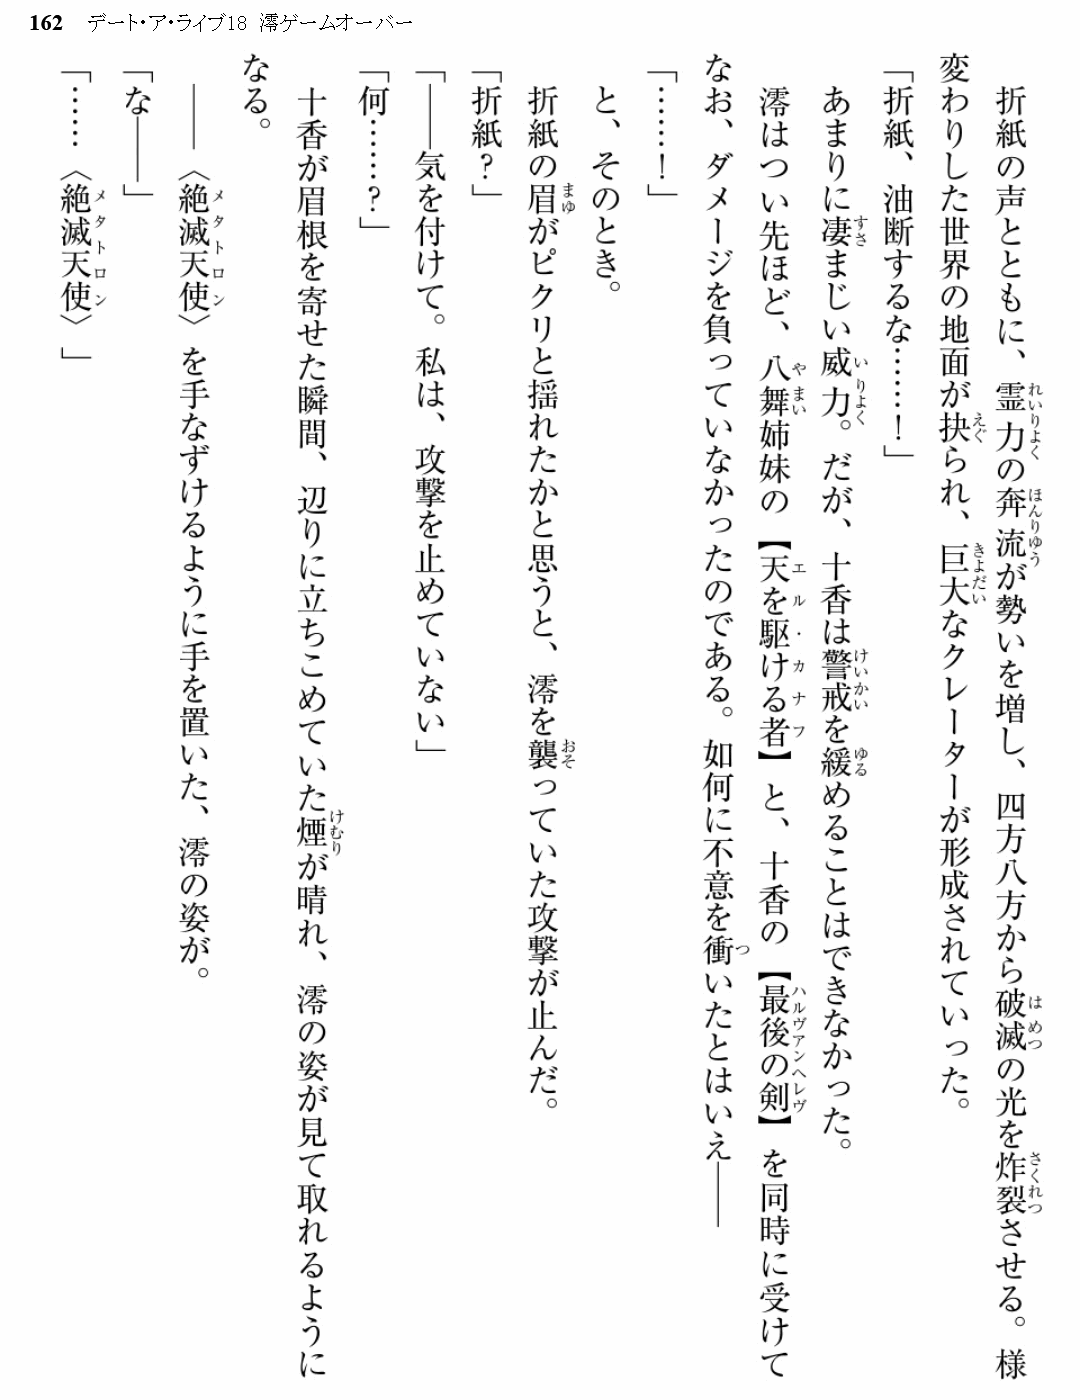 162 デート・ア・ライブ18 澪ゲームオーバー
折紙の声とともに、霊力の奔流が勢いを増し、四方八方から破滅の光を炸裂させる。様
変わりした世界の地面が抉られ、巨大なクレーターが形成されていった。
「折紙、油断するな……！」
あまりに凄まじい威力。だが、十香は警戒を緩めることはできなかった。
澪はつい先ほど、八舞姉妹の【天を駆ける者】と、十香の【最後の剣】を同時に受けて
なお、ダメージを負っていなかったのである。如何に不意を衝いたとはいえ――
「……！」
と、そのとき。
折紙の眉がピクリと揺れたかと思うと、澪を襲っていた攻撃が止んだ。
「折紙？」
「――気を付けて。私は、攻撃を止めていない」
「何……？」
十香が眉根を寄せた瞬間、辺りに立ちこめていた煙が晴れ、澪の姿が見て取れるように
なる。
――〈絶滅天使〉を手なずけるように手を置いた、澪の姿が。
「な――」
「……〈絶滅天使〉」